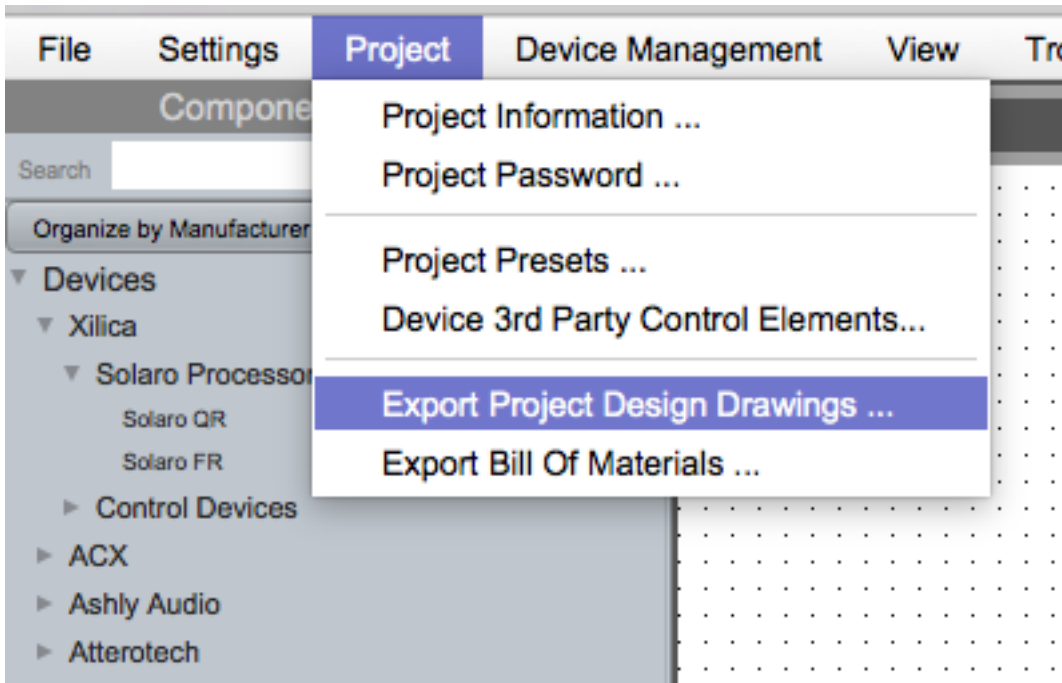 File Settings Project Device Management View
Project Information ...
Project Password ...
Project Presets ...
Device 3rd Party Control Elements...
Export Project Design Drawings ...
Export Bill Of Materials ...
Search
Organize by Manufacturer
Devices
Xilica
Solaro QR
Solaro FR
Control Devices
ACX
Ashly Audio
Atterotech